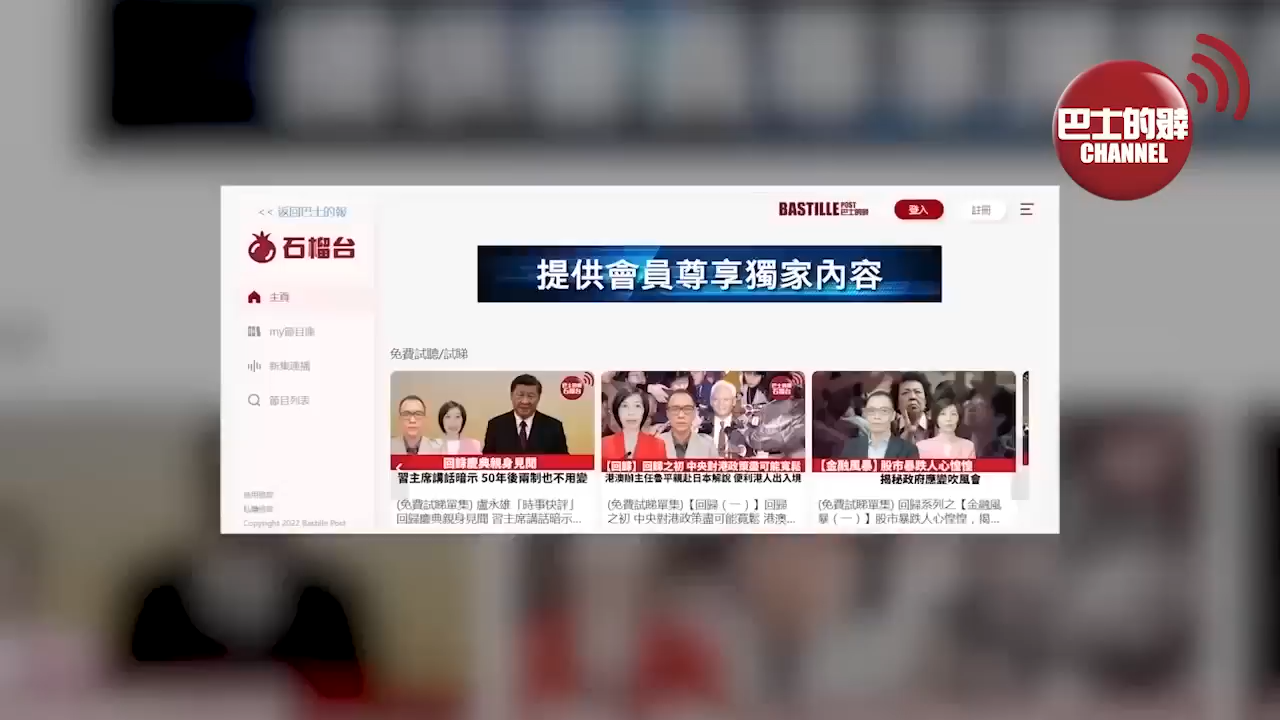 巴士的報
CHANNEL
<< 返回巴士的報
BASTILLE POST
巴士的報
登入
註冊
石榴台
提供會員尊享獨家內容
主頁
my節目庫
新集連播
節目列表
免費試聽/試睇
回歸慶典親身見聞
習主席講話暗示 50年後兩制也不用變
(免費試睇單集) 盧永雄「時事快評」
回歸慶典親身見聞 習主席講話暗示...
【回歸】回歸之初 中央對港政策盡可能寬鬆
港澳辦主任魯平親赴日本解說 便利港人出入境
(免費試睇單集)【回歸（一）】回歸
之初 中央對港政策盡可能寬鬆 港澳...
【金融風暴】股市暴跌人心惶惶
揭秘政府應變吹風會
(免費試睇單集) 回歸系列之【金融風
暴（一）】股市暴跌人心惶惶，揭...
使用條款
私隱條款
Copyright 2022 Bastille Post